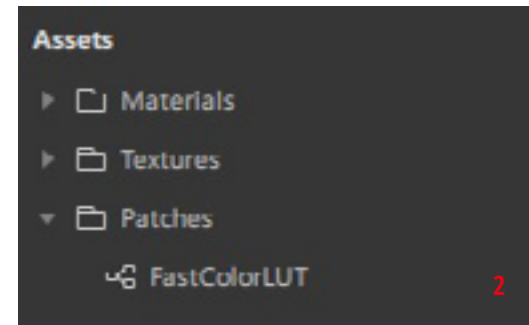 Assets
Materials
Textures
Patches
FastColorLUT 2